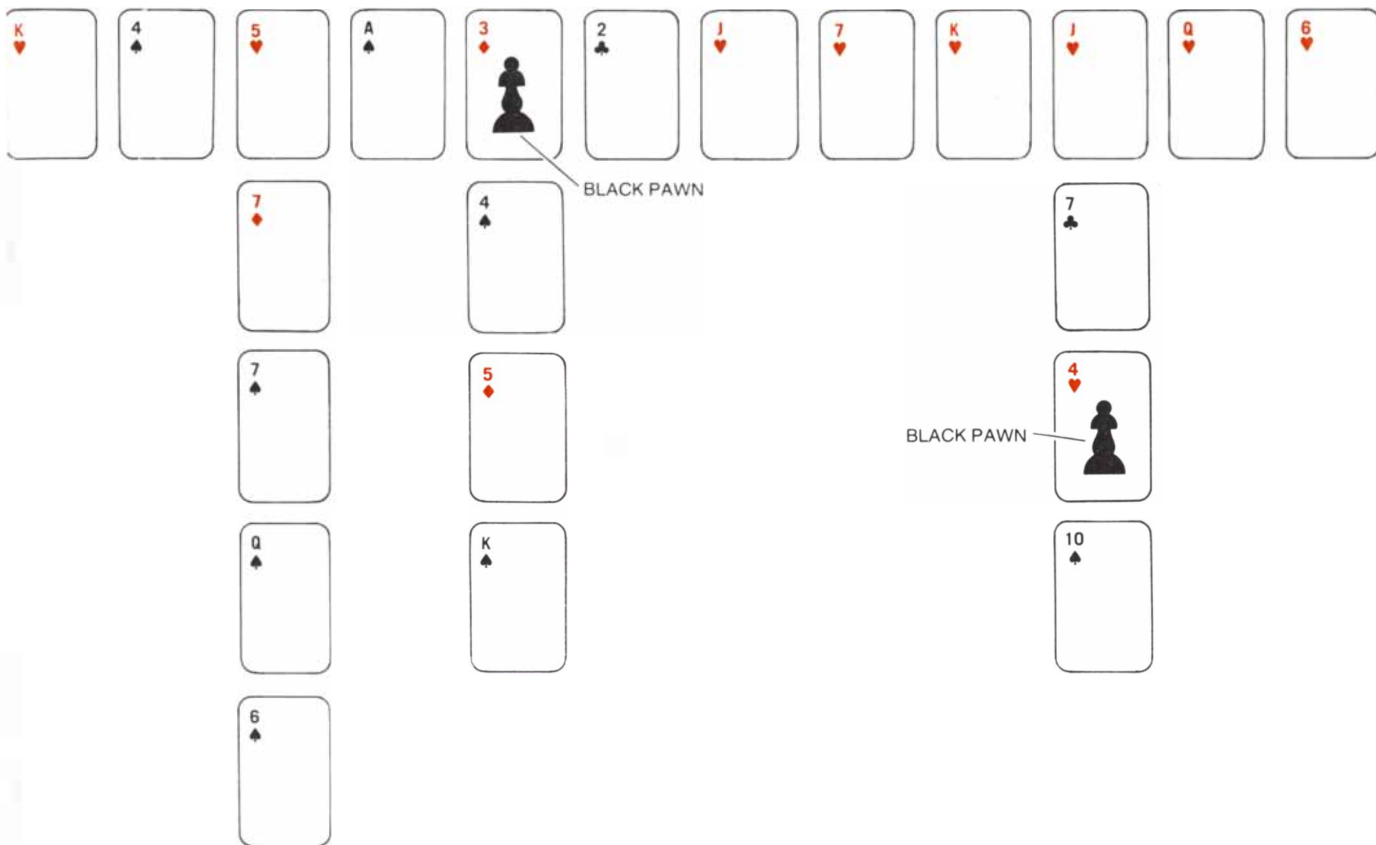 K 4 5 A 3 2 J 7 K J Q 6
♥ ♠ ♥ ♠ ♦ ♣ ♥ ♥ ♥ ♥ ♥ ♥
BLACK PAWN
7 4 7
♦ ♠ ♣
7 5 4
♠ ♦ ♥
BLACK PAWN
Q K 10
♠ ♠ ♠
6
♠